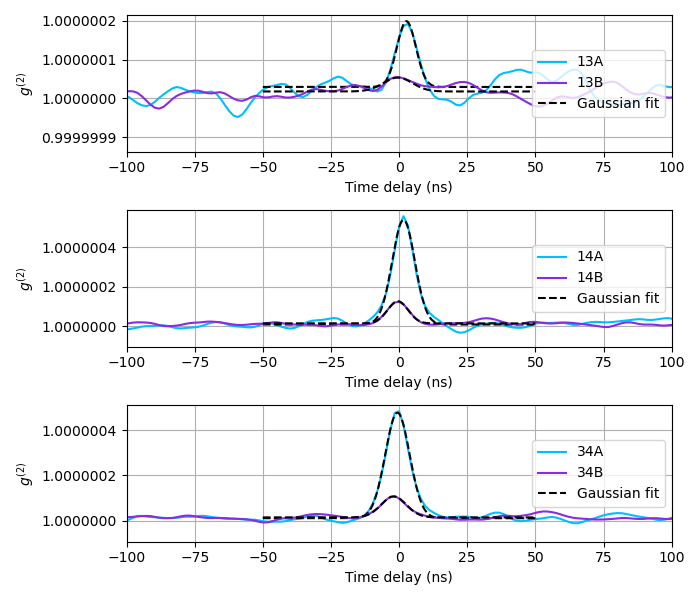 1.0000002
1.0000001
1.0000000
0.9999999
g(2)
13A
13B
Gaussian fit
−100 −75 −50 −25 0 25 50 75 100
Time delay (ns)
1.0000004
1.0000002
1.0000000
g(2)
14A
14B
Gaussian fit
−100 −75 −50 −25 0 25 50 75 100
Time delay (ns)
1.0000004
1.0000002
1.0000000
g(2)
34A
34B
Gaussian fit
−100 −75 −50 −25 0 25 50 75 100
Time delay (ns)